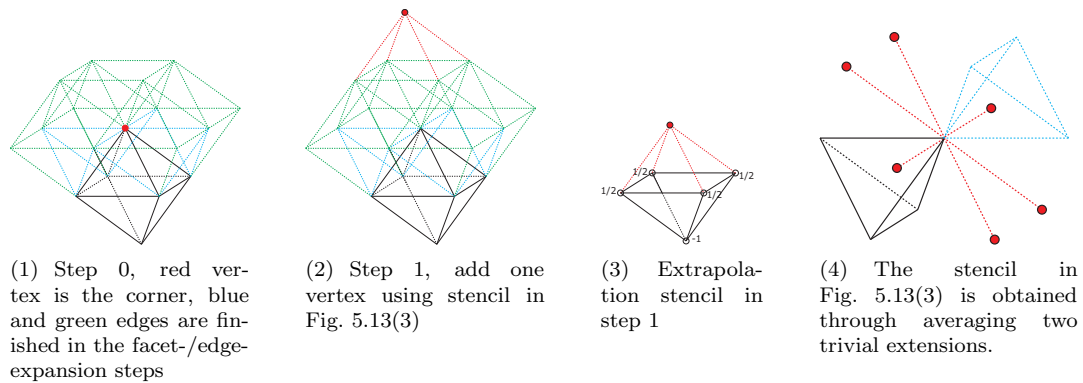 1/2
1/2
1/2
1/2
-1
(1) Step 0, red ver-
tex is the corner, blue
and green edges are fin-
ished in the facet-/edge-
expansion steps
(2) Step 1, add one
vertex using stencil in
Fig. 5.13(3)
(3) Extrapola-
tion stencil in
step 1
(4) The stencil in
Fig. 5.13(3) is obtained
through averaging two
trivial extensions.